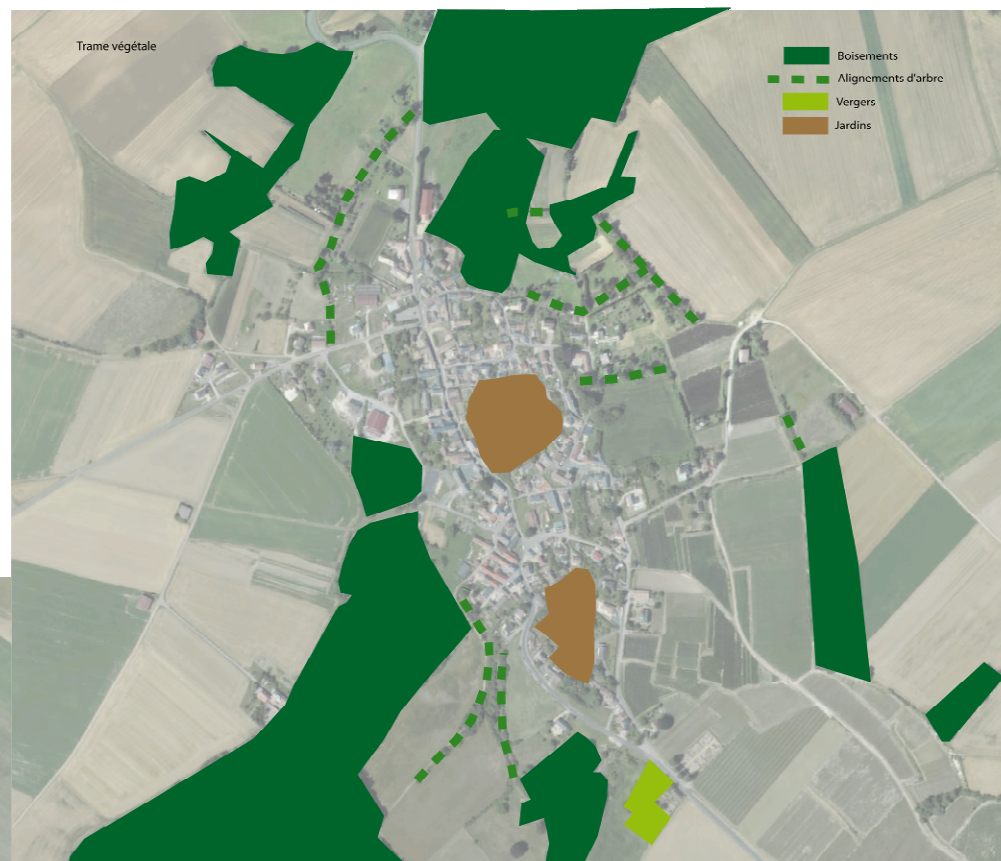 Trame végétale
Boisements
Alignements d'arbre
Vergers
Jardins